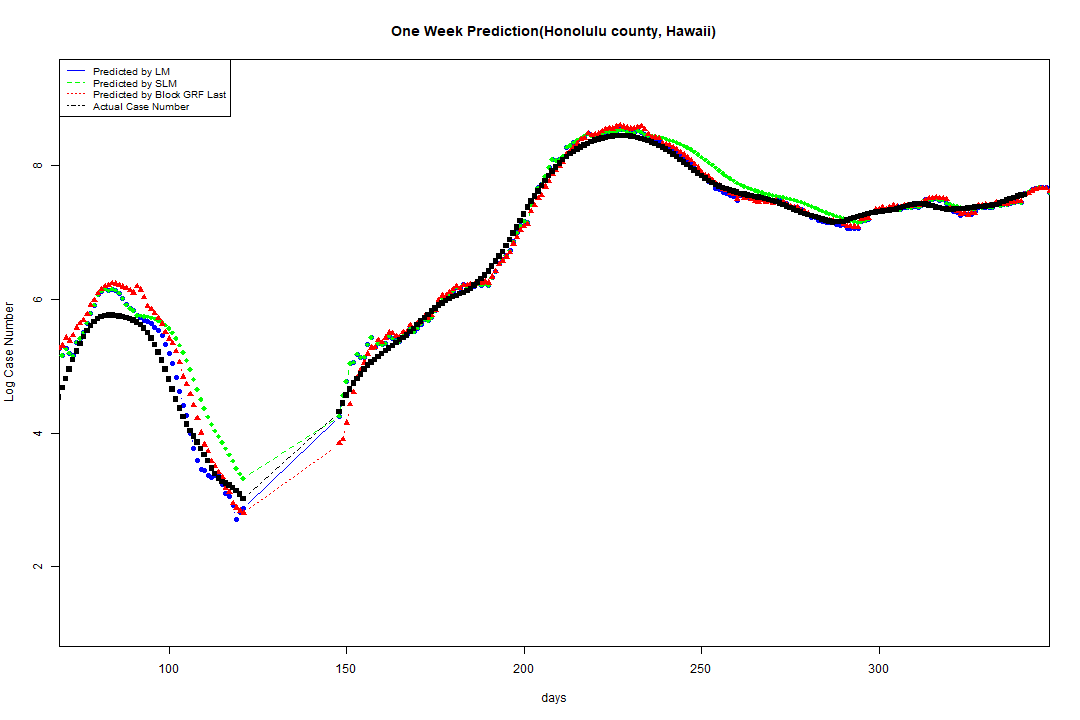 One Week Prediction(Honolulu county, Hawaii)
Predicted by LM
Predicted by SLM
Predicted by Block GRF Last
Actual Case Number
8
6
4
2
Log Case Number
100 150 200 250 300
days